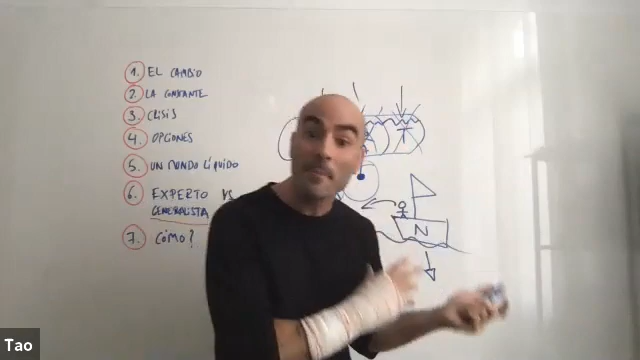 1. EL CAMBIO
2. LA CONSTANTE
3. CRISIS
4. OPCIONES
5. UN MUNDO LÍQUIDO
6. EXPERTO VS
GENERALISTA
7. CÓMO?
N
Tao